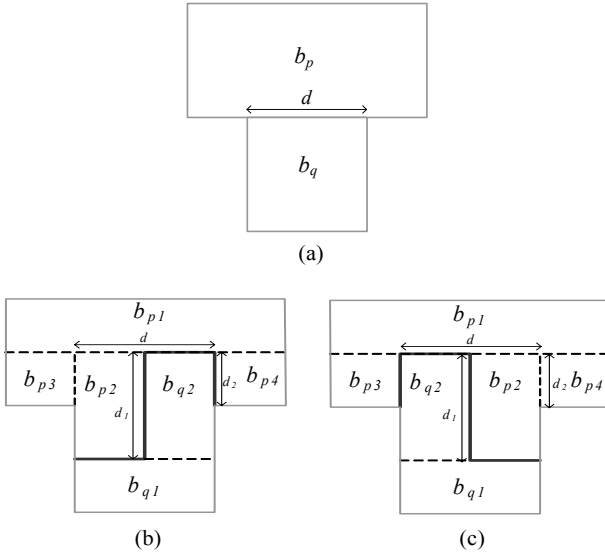 b_p
d
b_q
(a)
b_p1
d
b_p3 b_p2 b_q2 d_2 b_p4
d_1
b_q1
(b)
b_p1
d
b_p3 b_q2 b_p2 d_2 b_p4
d_1
b_q1
(c)